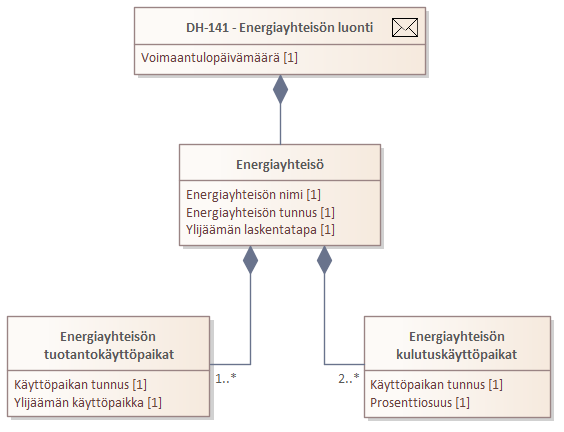 DH-141 - Energiayhteisön luonti
Voimaantulopäivämäärä [1]
Energiayhteisö
Energiayhteisön nimi [1]
Energiayhteisön tunnus [1]
Ylijäämän laskentatapa [1]
Energiayhteisön
tuotantokäyttöpaikat
Käyttöpaikan tunnus [1]
Ylijäämän käyttöpaikka [1]
1..*
2..*
Energiayhteisön
kulutuskäyttöpaikat
Käyttöpaikan tunnus [1]
Prosenttiosuus [1]